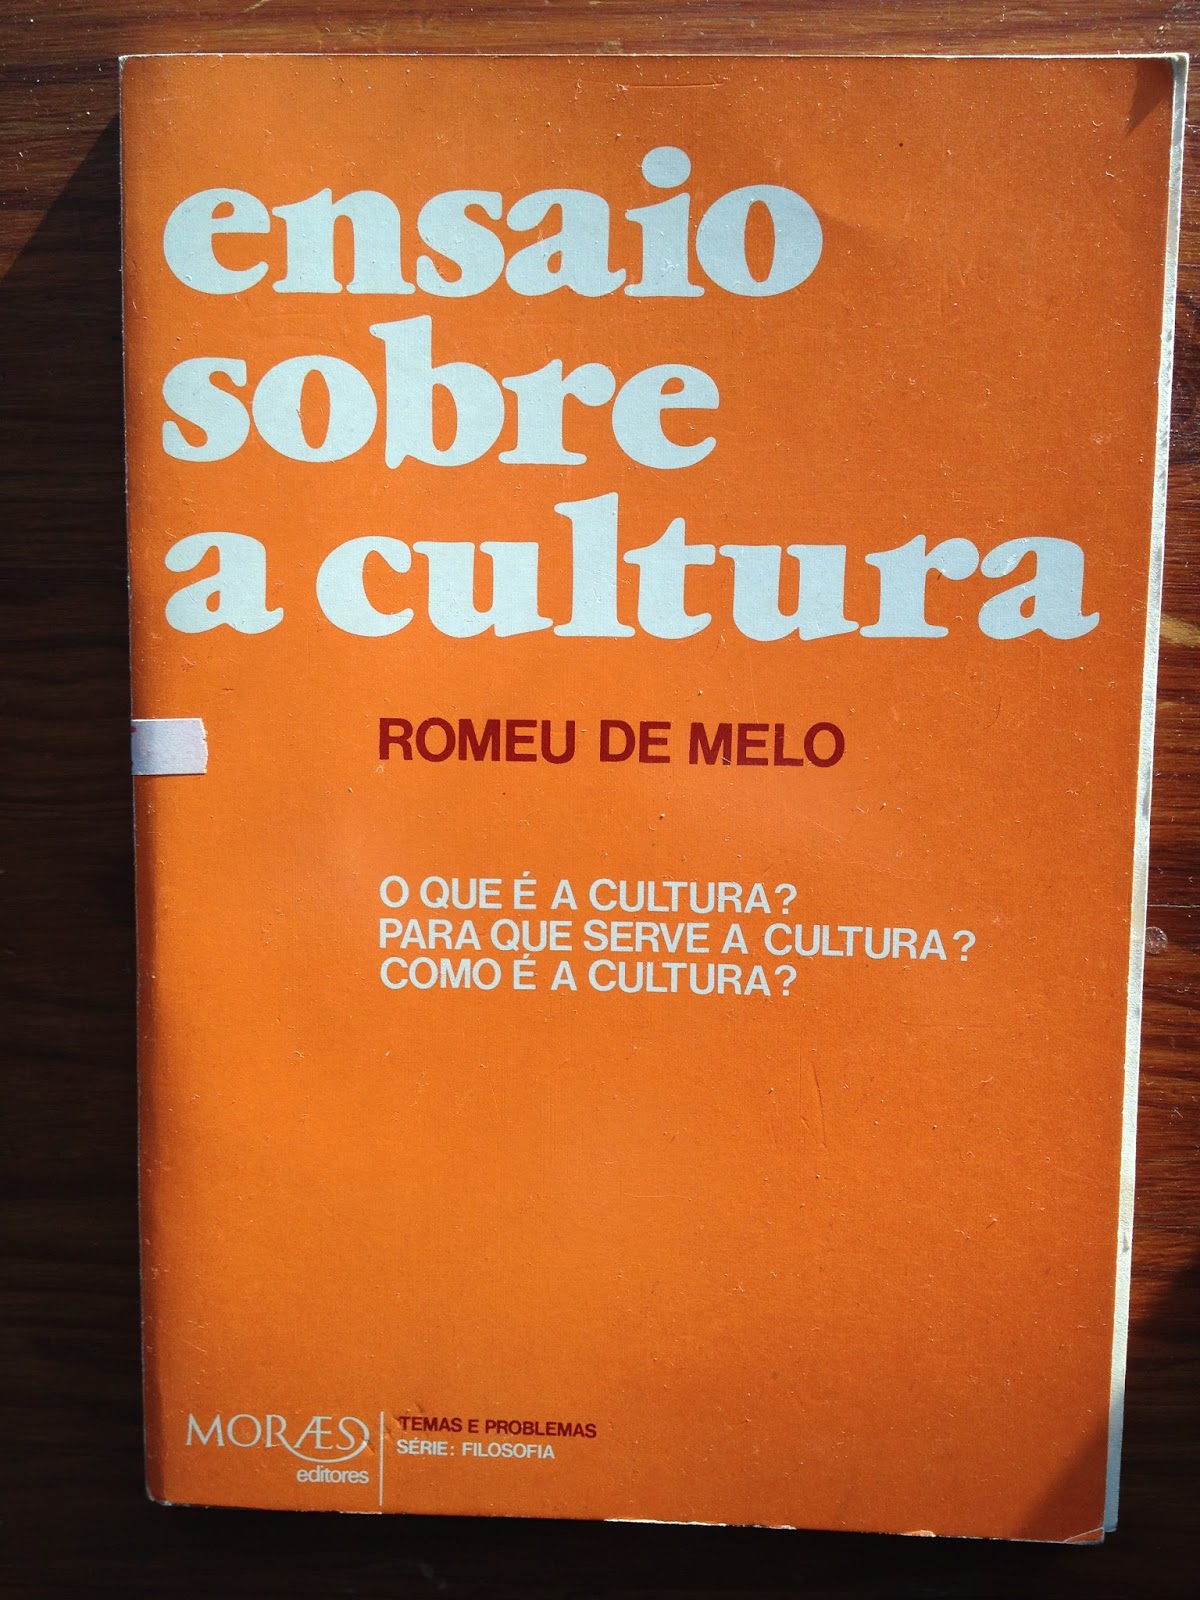 ensaio
sobre
a cultura
ROMEU DE MELO
O QUE É A CULTURA?
PARA QUE SERVE A CULTURA?
COMO É A CULTURA?
MORÆS
editores
TEMAS E PROBLEMAS
SÉRIE: FILOSOFIA